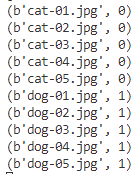 (b'cat-01.jpg', 0)
(b'cat-02.jpg', 0)
(b'cat-03.jpg', 0)
(b'cat-04.jpg', 0)
(b'cat-05.jpg', 0)
(b'dog-01.jpg', 1)
(b'dog-02.jpg', 1)
(b'dog-03.jpg', 1)
(b'dog-04.jpg', 1)
(b'dog-05.jpg', 1)